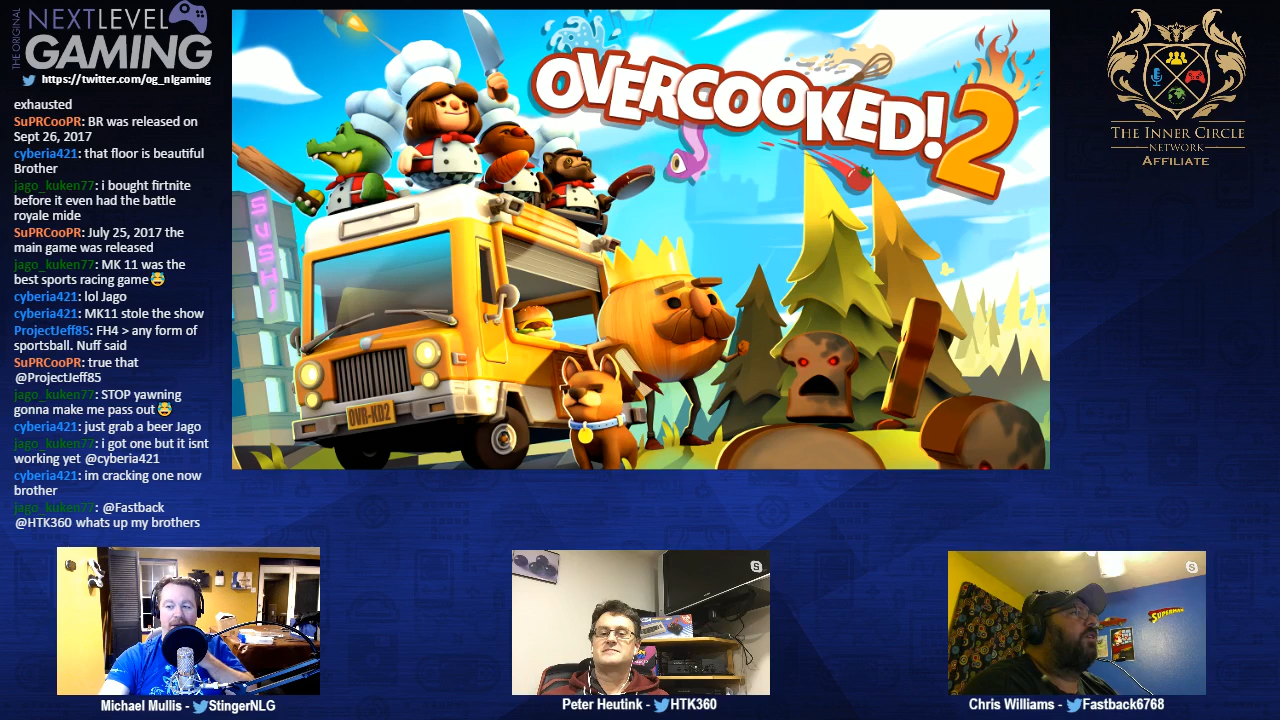 THE ORIGINAL
NEXTLEVEL
GAMING
https://twitter.com/og_nlgaming
exhausted
SuPRCooPR: BR was released on
Sept 26, 2017
cyberia421: that floor is beautiful
Brother
jago_kuken77: i bought firtnite
before it even had the battle
royale mide
SuPRCooPR: July 25, 2017 the
main game was released
jago_kuken77: MK 11 was the
best sports racing game😂
cyberia421: lol Jago
cyberia421: MK11 stole the show
ProjectJeff85: FH4 > any form of
sportsball. Nuff said
SuPRCooPR: true that
@ProjectJeff85
jago_kuken77: STOP yawning
gonna make me pass out😂
cyberia421: just grab a beer Jago
jago_kuken77: i got one but it isnt
working yet @cyberia421
cyberia421: im cracking one now
brother
jago_kuken77: @Fastback
@HTK360 whats up my brothers
OVERCOOKED! 2
SUSHI
OVR-KD2
THE INNER CIRCLE
NETWORK
AFFILIATE
SUPERMAN
Michael Mullis - StingerNLG
Peter Heutink - HTK360
Chris Williams - Fastback6768